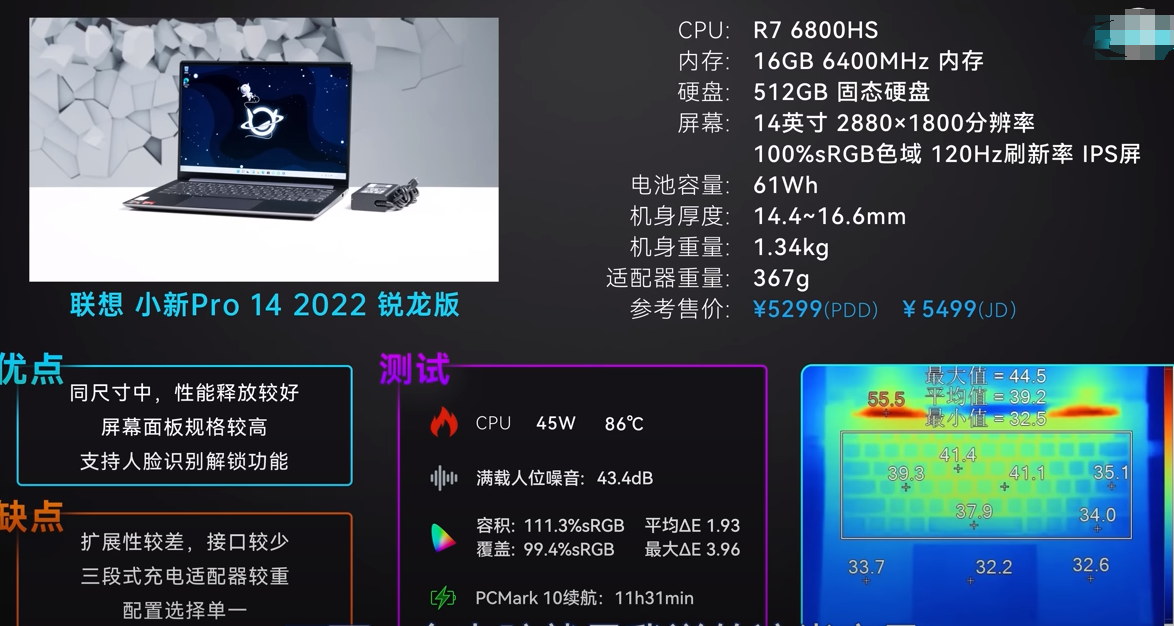 CPU: R7 6800HS
内存: 16GB 6400MHz 内存
硬盘: 512GB 固态硬盘
屏幕: 14英寸 2880×1800分辨率
100%sRGB色域 120Hz刷新率 IPS屏
电池容量: 61Wh
机身厚度: 14.4~16.6mm
机身重量: 1.34kg
适配器重量: 367g
参考售价: ¥5299(PDD) ¥5499(JD)
联想 小新Pro 14 2022 锐龙版
优点
同尺寸中，性能释放较好
屏幕面板规格较高
支持人脸识别解锁功能
缺点
扩展性较差，接口较少
三段式充电适配器较重
配置选择单一
测试
CPU 45W 86℃
满载人位噪音: 43.4dB
容积: 111.3%sRGB 平均ΔE 1.93
覆盖: 99.4%sRGB 最大ΔE 3.96
PCMark 10续航: 11h31min
最大值 = 44.5
平均值 = 39.2
最小值 = 32.5
55.5
41.4
39.3
41.1
35.1
37.9
34.0
33.7
32.2
32.6